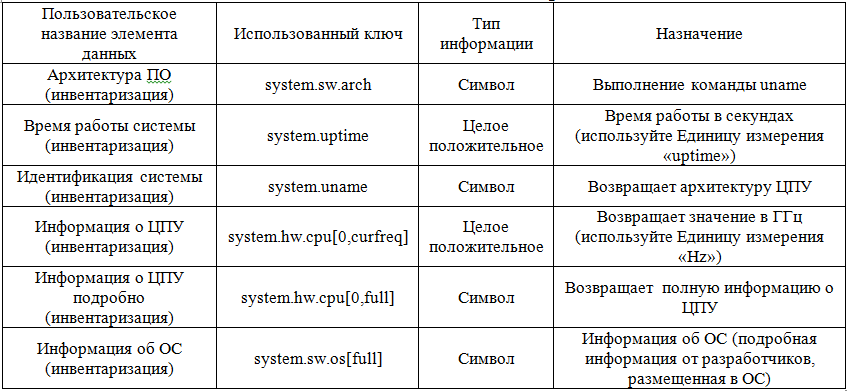 Пользовательское
название элемента
данных
Использованный ключ
Тип
информации
Назначение
Архитектура ПО
(инвентаризация)
system.sw.arch
Символ
Выполнение команды uname
Время работы системы
(инвентаризация)
system.uptime
Целое
положительное
Время работы в секундах
(используйте Единицу измерения
«uptime»)
Идентификация системы
(инвентаризация)
system.uname
Символ
Возвращает архитектуру ЦПУ
Информация о ЦПУ
(инвентаризация)
system.hw.cpu[0,curfreq]
Целое
положительное
Возвращает значение в ГГц
(используйте Единицу измерения
«Hz»)
Информация о ЦПУ
подробно
(инвентаризация)
system.hw.cpu[0,full]
Символ
Возвращает полную информацию о
ЦПУ
Информация об ОС
(инвентаризация)
system.sw.os[full]
Символ
Информация об ОС (подробная
информация от разработчиков,
размещенная в ОС)